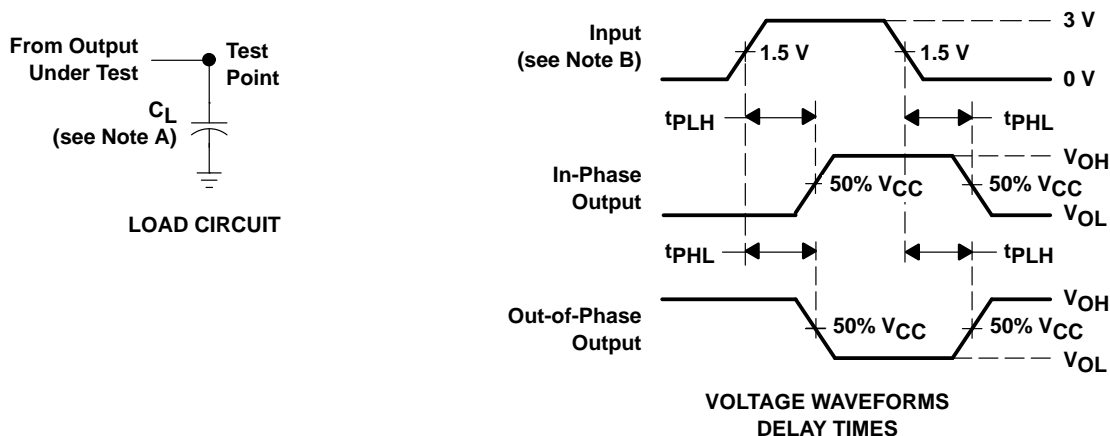 From Output
Under Test
Test
Point
CL
(see Note A)
LOAD CIRCUIT
Input
(see Note B)
1.5 V
1.5 V
3 V
0 V
tPLH
tPHL
In-Phase
Output
50% VCC
50% VCC
VOH
VOL
tPHL
tPLH
Out-of-Phase
Output
50% VCC
50% VCC
VOH
VOL
VOLTAGE WAVEFORMS
DELAY TIMES